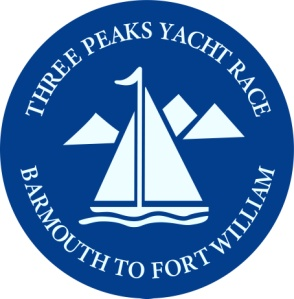 THREE PEAKS YACHT RACE
BARMOUTH TO FORT WILLIAM